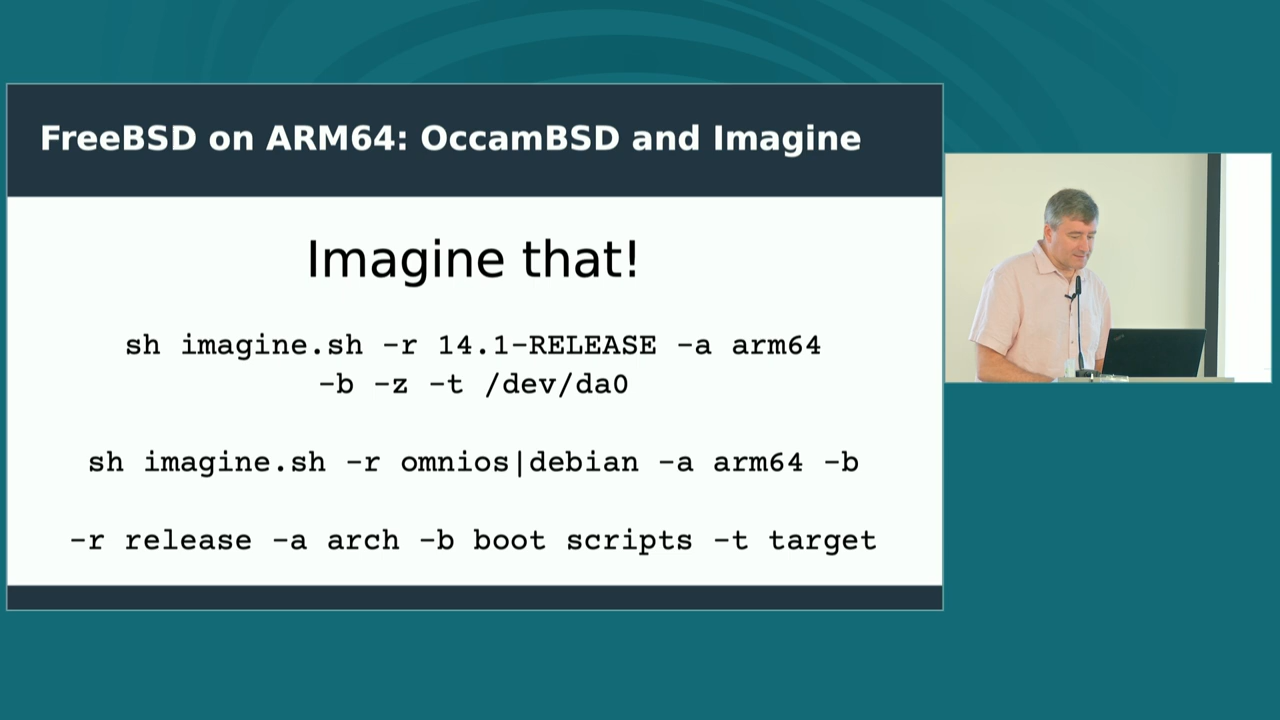 FreeBSD on ARM64: OccamBSD and Imagine
Imagine that!
sh imagine.sh -r 14.1-RELEASE -a arm64
-b -z -t /dev/da0
sh imagine.sh -r omnios|debian -a arm64 -b
-r release -a arch -b boot scripts -t target